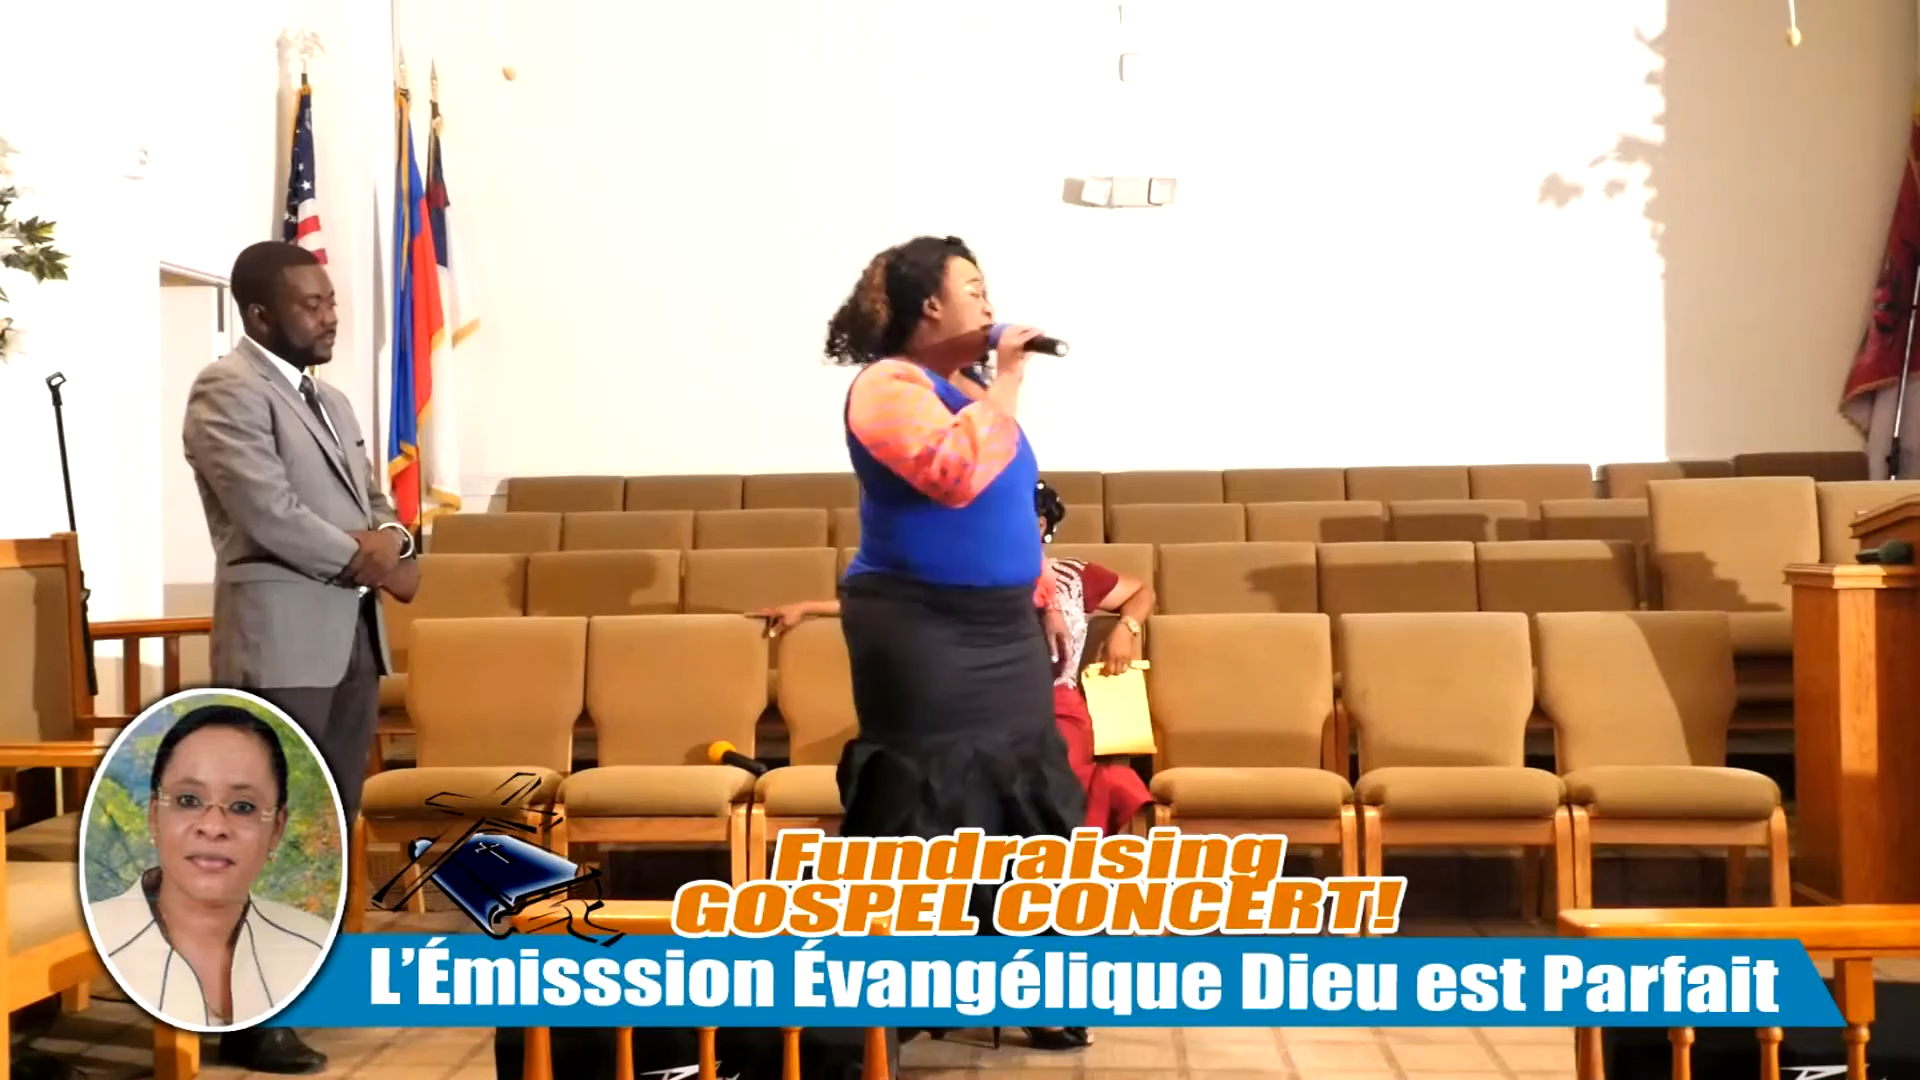 Fundraising
GOSPEL CONCERT!
L'Émisssion Évangélique Dieu est Parfait